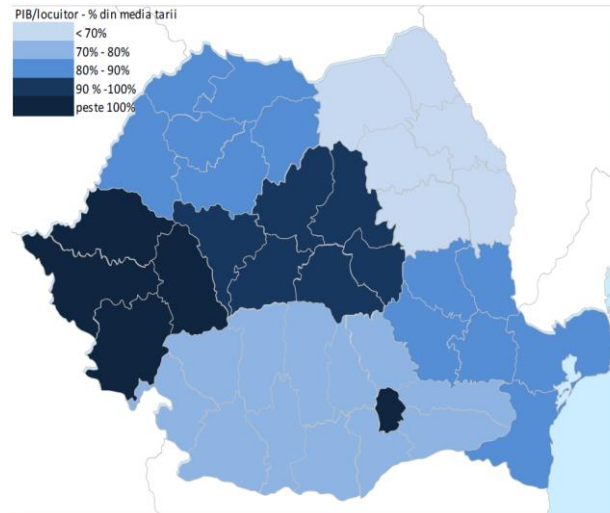 PIB/locuitor - % din media tarii
< 70%
70% - 80%
80% - 90%
90 % -100%
peste 100%